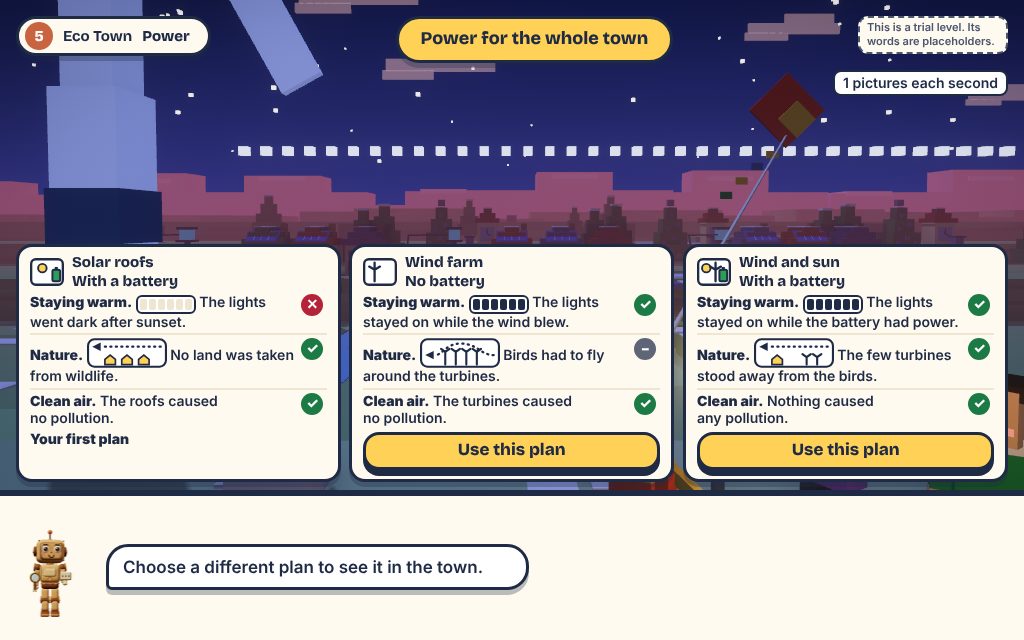 5 Eco Town Power
Power for the whole town
This is a trial level. Its
words are placeholders.
1 pictures each second
Solar roofs
With a battery
Staying warm. The lights
went dark after sunset.
Nature. No land was taken
from wildlife.
Clean air. The roofs caused
no pollution.
Your first plan
Wind farm
No battery
Staying warm. The lights
stayed on while the wind blew.
Nature. Birds had to fly
around the turbines.
Clean air. The turbines caused
no pollution.
Use this plan
Wind and sun
With a battery
Staying warm. The lights
stayed on while the battery had power.
Nature. The few turbines
stood away from the birds.
Clean air. Nothing caused
any pollution.
Use this plan
Choose a different plan to see it in the town.